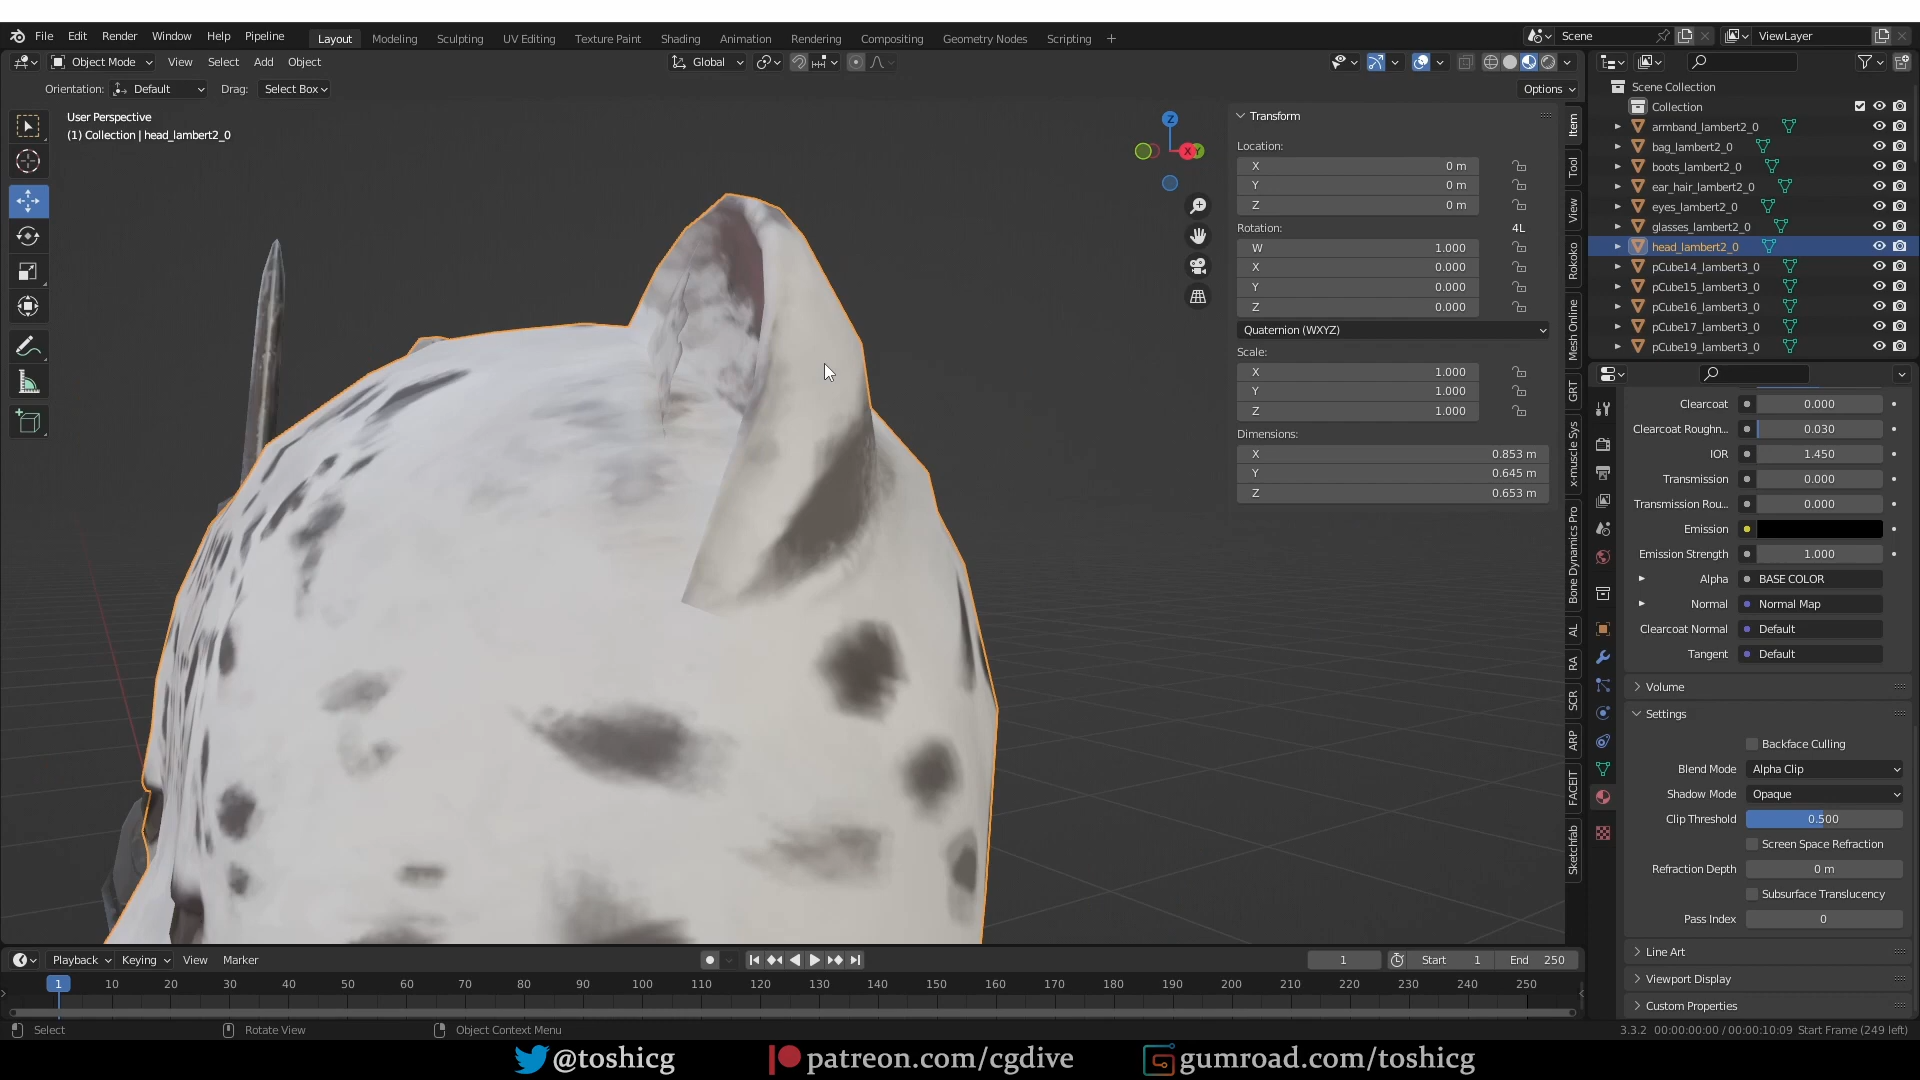 File Edit Render Window Help Pipeline Layout Modeling Sculpting UV Editing Texture Paint Shading Animation Rendering Compositing Geometry Nodes Scripting + Scene ViewLayer
Object Mode View Select Add Object Global
Orientation: Default Drag: Select Box Options
User Perspective
(1) Collection | head_lambert2_0
Z
X Y
Transform
Location:
X 0 m
Y 0 m
Z 0 m
Rotation: 4L
W 1.000
X 0.000
Y 0.000
Z 0.000
Quaternion (WXYZ)
Scale:
X 1.000
Y 1.000
Z 1.000
Dimensions:
X 0.853 m
Y 0.645 m
Z 0.653 m
Item
Tool
View
Rokoko
Mesh Online
GRT
x-muscle Sys
Bone Dynamics Pro
AL
RA
SCR
ARP
FACEIT
Sketchfab
Scene Collection
Collection
armband_lambert2_0
bag_lambert2_0
boots_lambert2_0
ear_hair_lambert2_0
eyes_lambert2_0
glasses_lambert2_0
head_lambert2_0
pCube14_lambert3_0
pCube15_lambert3_0
pCube16_lambert3_0
pCube17_lambert3_0
pCube19_lambert3_0
Clearcoat 0.000
Clearcoat Roughn... 0.030
IOR 1.450
Transmission 0.000
Transmission Rou... 0.000
Emission
Emission Strength 1.000
Alpha BASE COLOR
Normal Normal Map
Clearcoat Normal Default
Tangent Default
Volume
Settings
Backface Culling
Blend Mode Alpha Clip
Shadow Mode Opaque
Clip Threshold 0.500
Screen Space Refraction
Refraction Depth 0 m
Subsurface Translucency
Pass Index 0
Line Art
Viewport Display
Custom Properties
Playback Keying View Marker 1 Start 1 End 250
1 10 20 30 40 50 60 70 80 90 100 110 120 130 140 150 160 170 180 190 200 210 220 230 240 250
Select Rotate View Object Context Menu 3.3.2 00:00:00:00 / 00:00:10:09 Start Frame (249 left)
@toshicg patreon.com/cgdive gumroad.com/toshicg